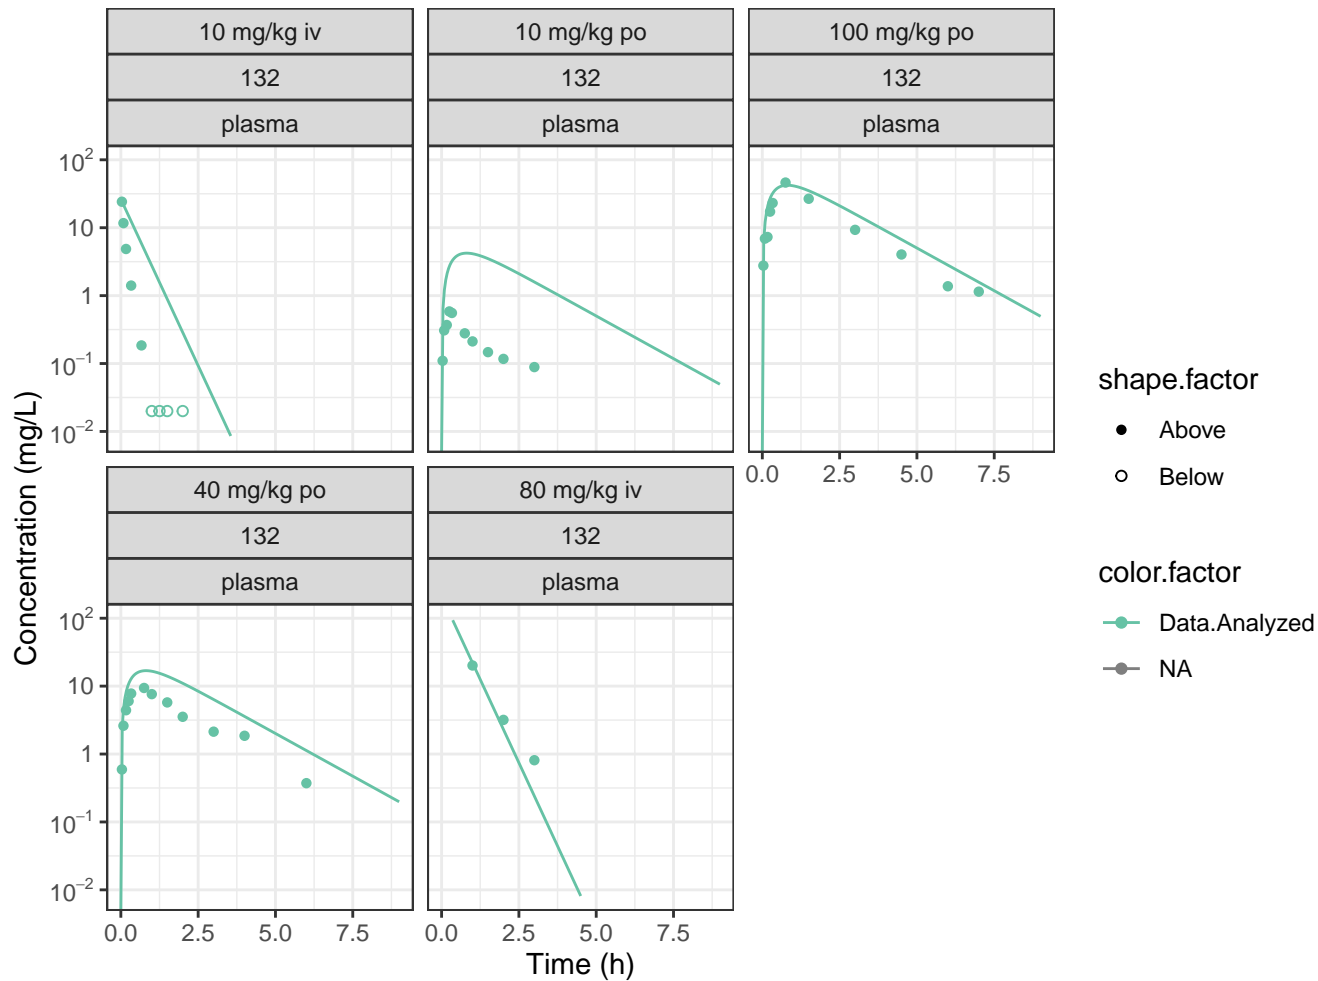 10 mg/kg iv
10 mg/kg po
100 mg/kg po
132
132
132
plasma
plasma
plasma
10²
10
1
10⁻¹
10⁻²
0.0 2.5 5.0 7.5
40 mg/kg po
80 mg/kg iv
132
132
plasma
plasma
10²
10
1
10⁻¹
10⁻²
0.0 2.5 5.0 7.5
0.0 2.5 5.0 7.5
Time (h)
Concentration (mg/L)
shape.factor
Above
Below
color.factor
Data.Analyzed
NA